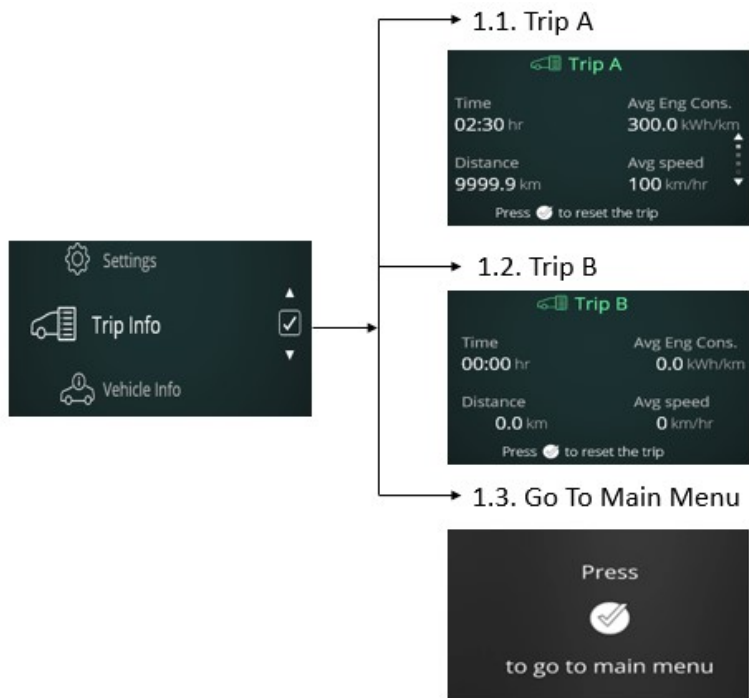 1.1. Trip A
Trip A
Time Avg Eng Cons.
02:30 hr 300.0 kWh/km
Distance Avg speed
9999.9 km 100 km/hr
Press to reset the trip
Settings
Trip Info
Vehicle Info
1.2. Trip B
Trip B
Time Avg Eng Cons.
00:00 hr 0.0 kWh/km
Distance Avg speed
0.0 km 0 km/hr
Press to reset the trip
1.3. Go To Main Menu
Press
to go to main menu